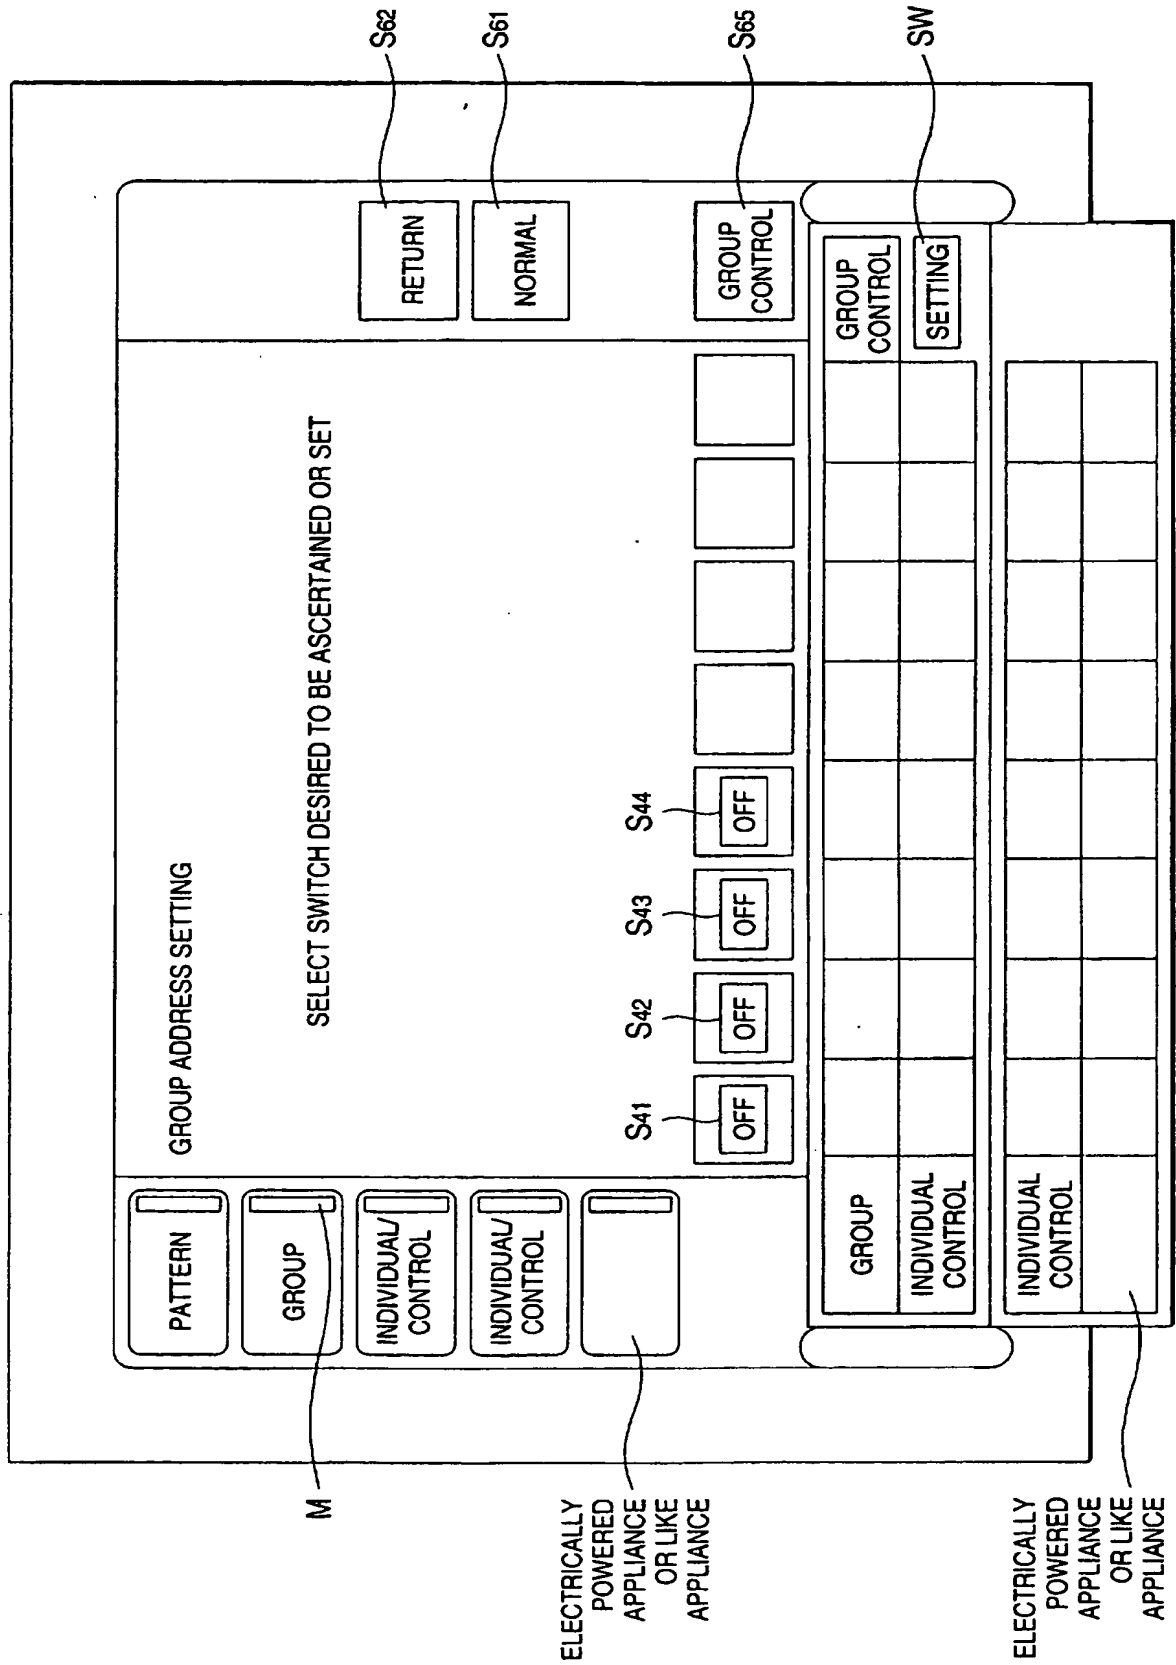 GROUP ADDRESS SETTING
SELECT SWITCH DESIRED TO BE ASCERTAINED OR SET
PATTERN
GROUP
INDIVIDUAL/
CONTROL
INDIVIDUAL/
CONTROL
M
ELECTRICALLY
POWERED
APPLIANCE
OR LIKE
APPLIANCE
RETURN
S62
NORMAL
S61
S41
S42
S43
S44
OFF
OFF
OFF
OFF
GROUP
CONTROL
S65
GROUP
GROUP
CONTROL
INDIVIDUAL
CONTROL
SETTING
SW
INDIVIDUAL
CONTROL
ELECTRICALLY
POWERED
APPLIANCE
OR LIKE
APPLIANCE